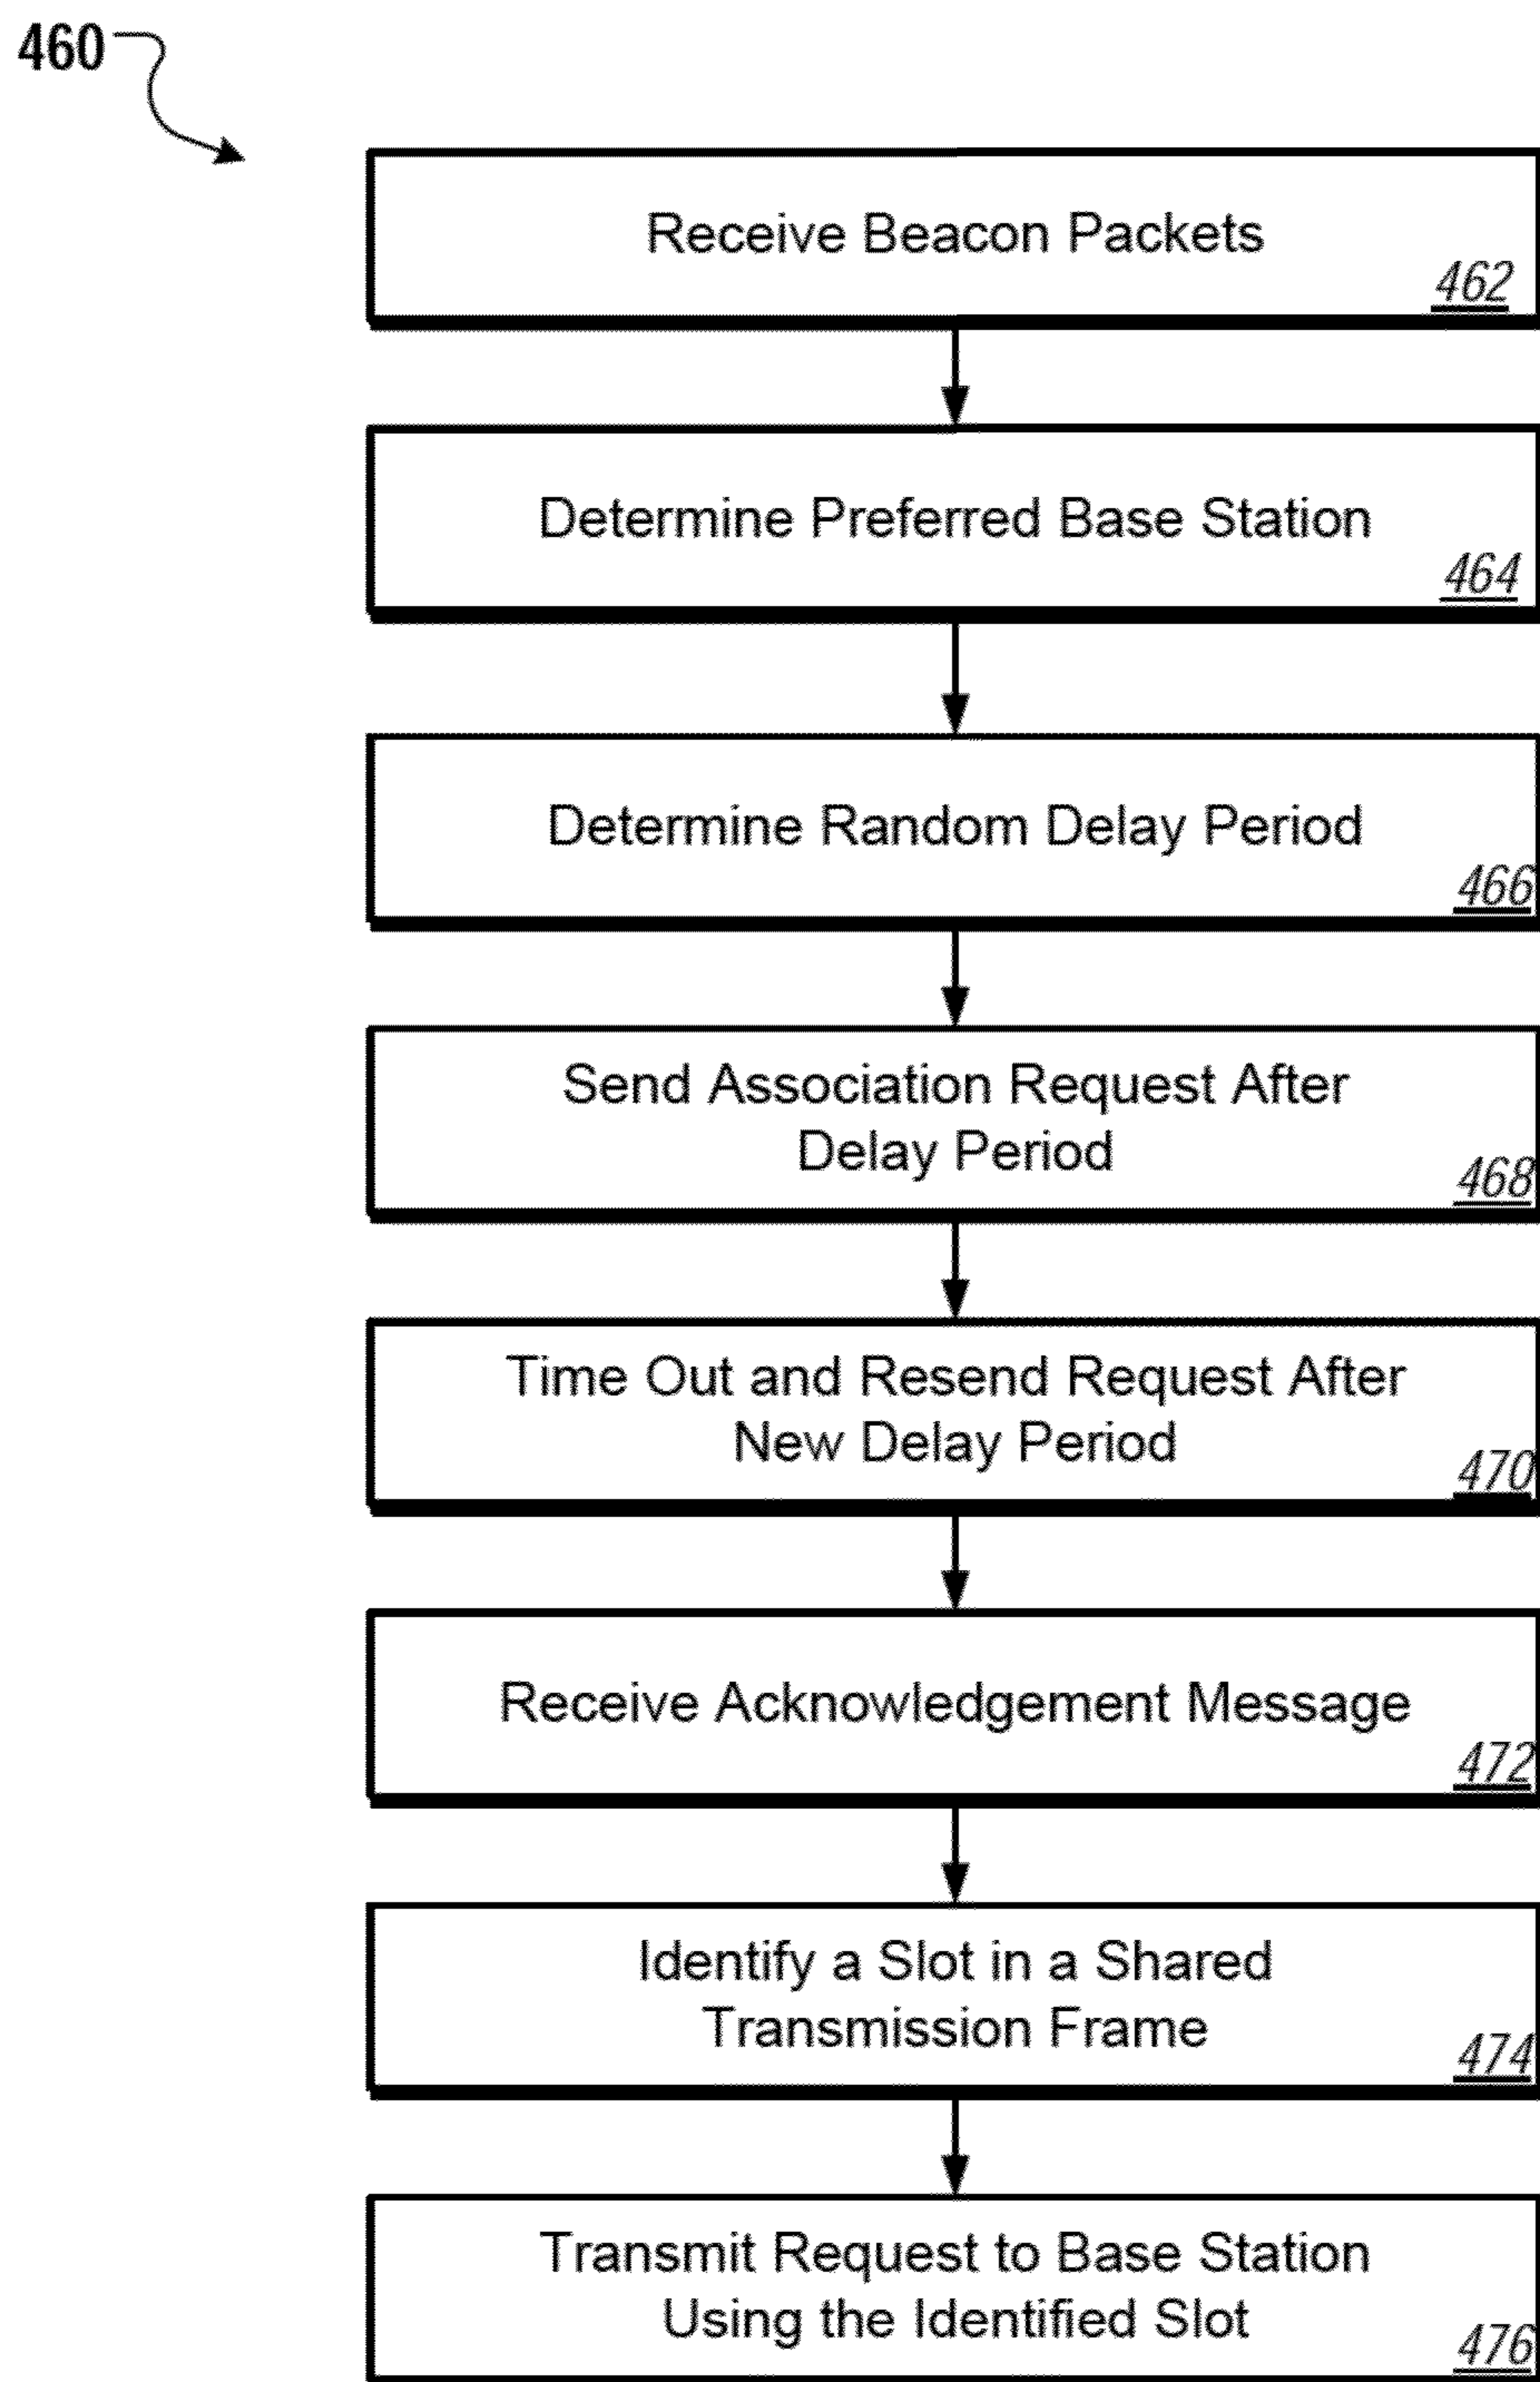 460
Receive Beacon Packets
462
Determine Preferred Base Station
464
Determine Random Delay Period
466
Send Association Request After
Delay Period
468
Time Out and Resend Request After
New Delay Period
470
Receive Acknowledgement Message
472
Identify a Slot in a Shared
Transmission Frame
474
Transmit Request to Base Station
Using the Identified Slot
476